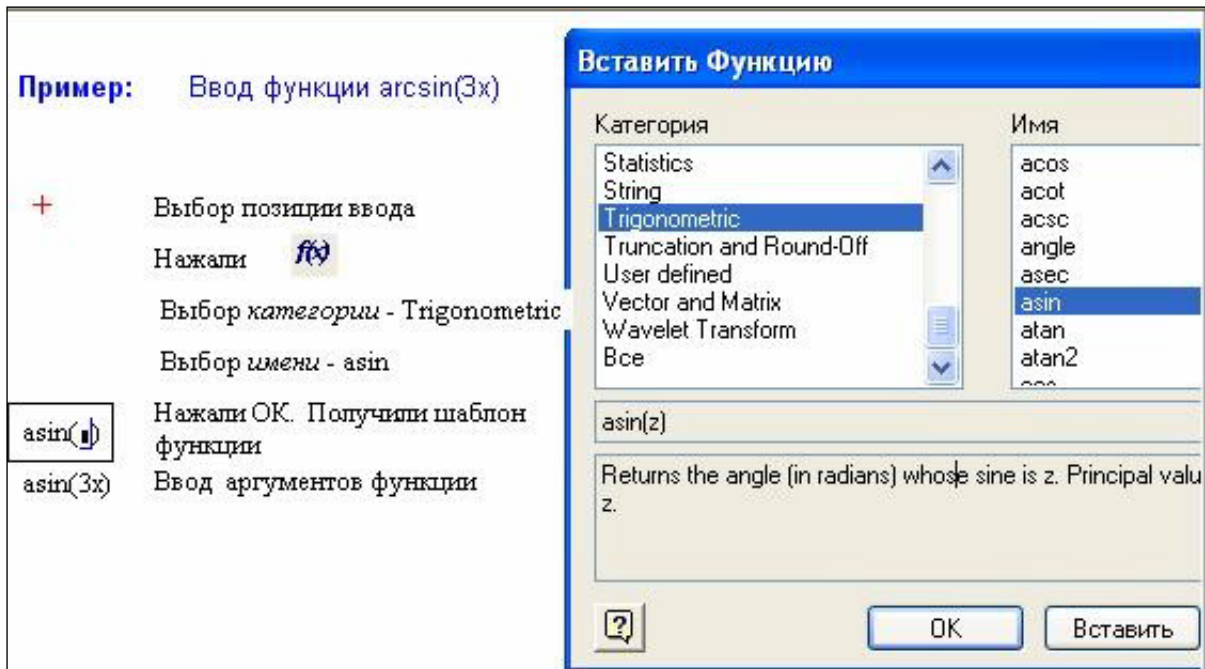 Пример: Ввод функции arcsin(3x)
+ Выбор позиции ввода
Нажали f(x)
Выбор категории - Trigonometric
Выбор имени - asin
asin(▪) Нажали ОК. Получили шаблон
функции
asin(3x) Ввод аргументов функции
Вставить Функцию
Категория
Statistics
String
Trigonometric
Truncation and Round-Off
User defined
Vector and Matrix
Wavelet Transform
Все
Имя
acos
acot
acsc
angle
asec
asin
atan
atan2
asin(z)
Returns the angle (in radians) whose sine is z. Principal valu
z.
?
OK
Вставить